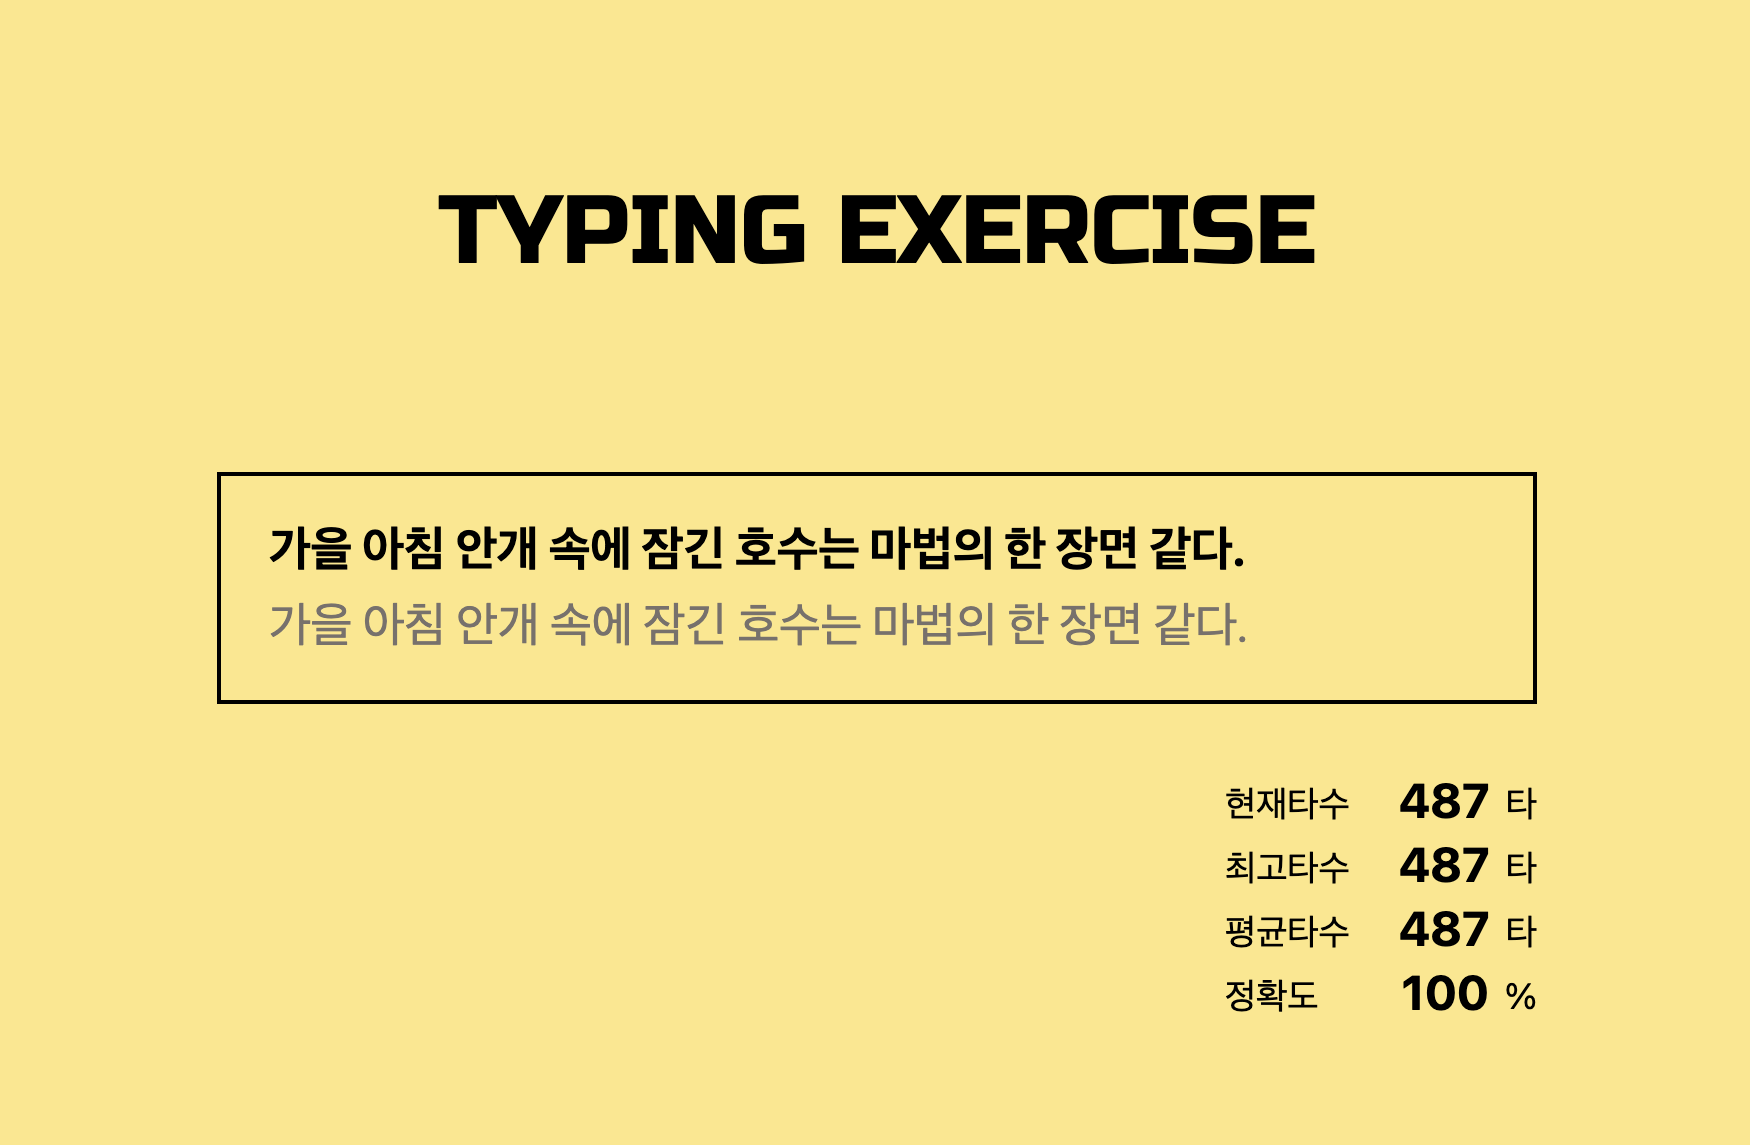 TYPING EXERCISE
가을 아침 안개 속에 잠긴 호수는 마법의 한 장면 같다.
가을 아침 안개 속에 잠긴 호수는 마법의 한 장면 같다.
현재타수 487 타
최고타수 487 타
평균타수 487 타
정확도 100 %